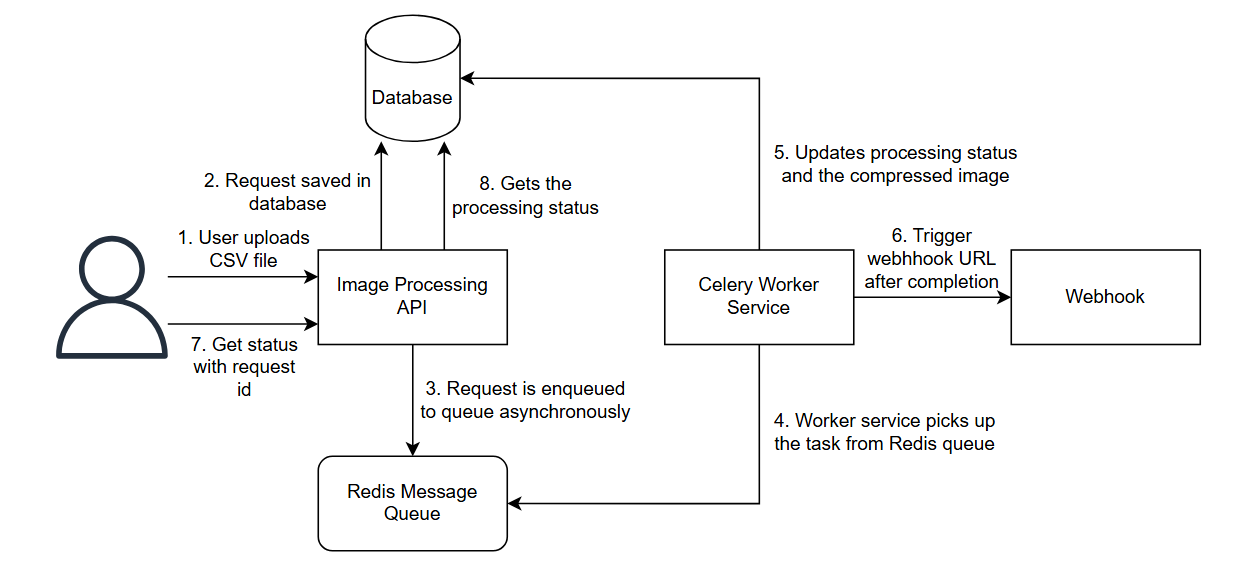 Database
2. Request saved in
database
8. Gets the
processing status
5. Updates processing status
and the compressed image
1. User uploads
CSV file
Image Processing
API
7. Get status
with request
id
Celery Worker
Service
6. Trigger
webhhook URL
after completion
Webhook
3. Request is enqueued
to queue asynchronously
4. Worker service picks up
the task from Redis queue
Redis Message
Queue